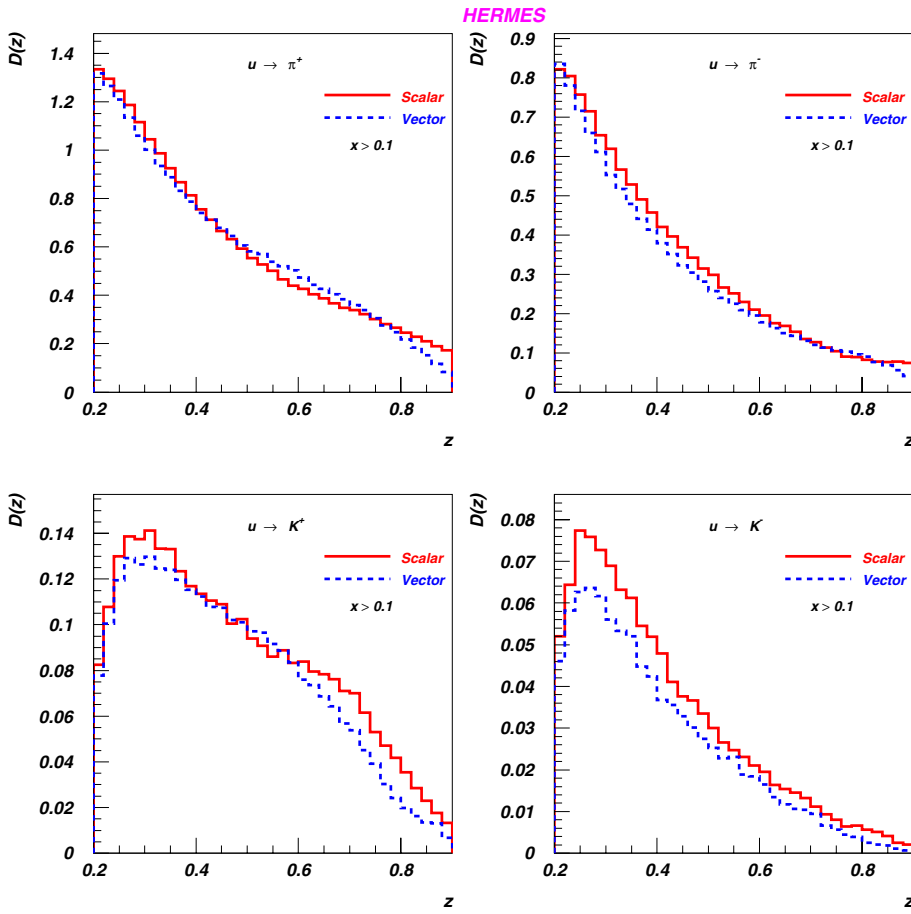 HERMES
D(z)
u → π+
Scalar
Vector
x > 0.1
1.4
1.2
1
0.8
0.6
0.4
0.2
0
0.2 0.4 0.6 0.8
z
D(z)
u → π-
Scalar
Vector
x > 0.1
0.9
0.8
0.7
0.6
0.5
0.4
0.3
0.2
0.1
0
0.2 0.4 0.6 0.8
z
D(z)
u → K+
Scalar
Vector
x > 0.1
0.14
0.12
0.1
0.08
0.06
0.04
0.02
0
0.2 0.4 0.6 0.8
z
D(z)
u → K-
Scalar
Vector
x > 0.1
0.08
0.07
0.06
0.05
0.04
0.03
0.02
0.01
0
0.2 0.4 0.6 0.8
z